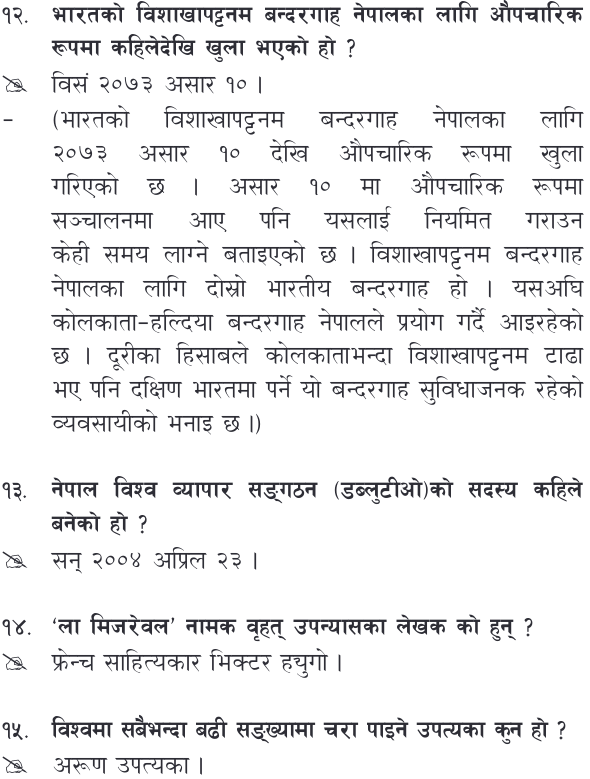 १२. भारतको विशाखापट्टनम बन्दरगाह नेपालका लागि औपचारिक
रूपमा कहिलेदेखि खुला भएको हो ?
विसं २०७३ असार १० ।
– (भारतको विशाखापट्टनम बन्दरगाह नेपालका लागि
२०७३ असार १० देखि औपचारिक रूपमा खुला
गरिएको छ । असार १० मा औपचारिक रूपमा
सञ्चालनमा आए पनि यसलाई नियमित गराउन
केही समय लाग्ने बताइएको छ । विशाखापट्टनम बन्दरगाह
नेपालका लागि दोस्रो भारतीय बन्दरगाह हो । यसअघि
कोलकाता-हल्दिया बन्दरगाह नेपालले प्रयोग गर्दै आइरहेको
छ । दूरीका हिसाबले कोलकाताभन्दा विशाखापट्टनम टाढा
भए पनि दक्षिण भारतमा पर्ने यो बन्दरगाह सुविधाजनक रहेको
व्यवसायीको भनाइ छ ।)
१३. नेपाल विश्व व्यापार सङ्गठन (डब्लुटीओ)को सदस्य कहिले
बनेको हो ?
सन् २००४ अप्रिल २३ ।
१४. ‘ला मिजरेवल’ नामक वृहत् उपन्यासका लेखक को हुन् ?
फ्रेन्च साहित्यकार भिक्टर ह्युगो ।
१५. विश्वमा सबैभन्दा बढी सङ्ख्यामा चरा पाइने उपत्यका कुन हो ?
अरूण उपत्यका ।